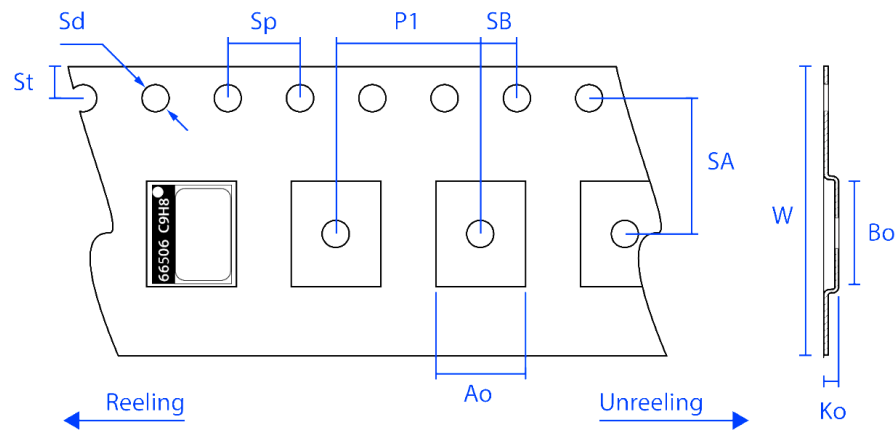 Sd
Sp
P1
SB
St
SA
W
Bo
66506 C9H8
Ao
Ko
Reeling
Unreeling